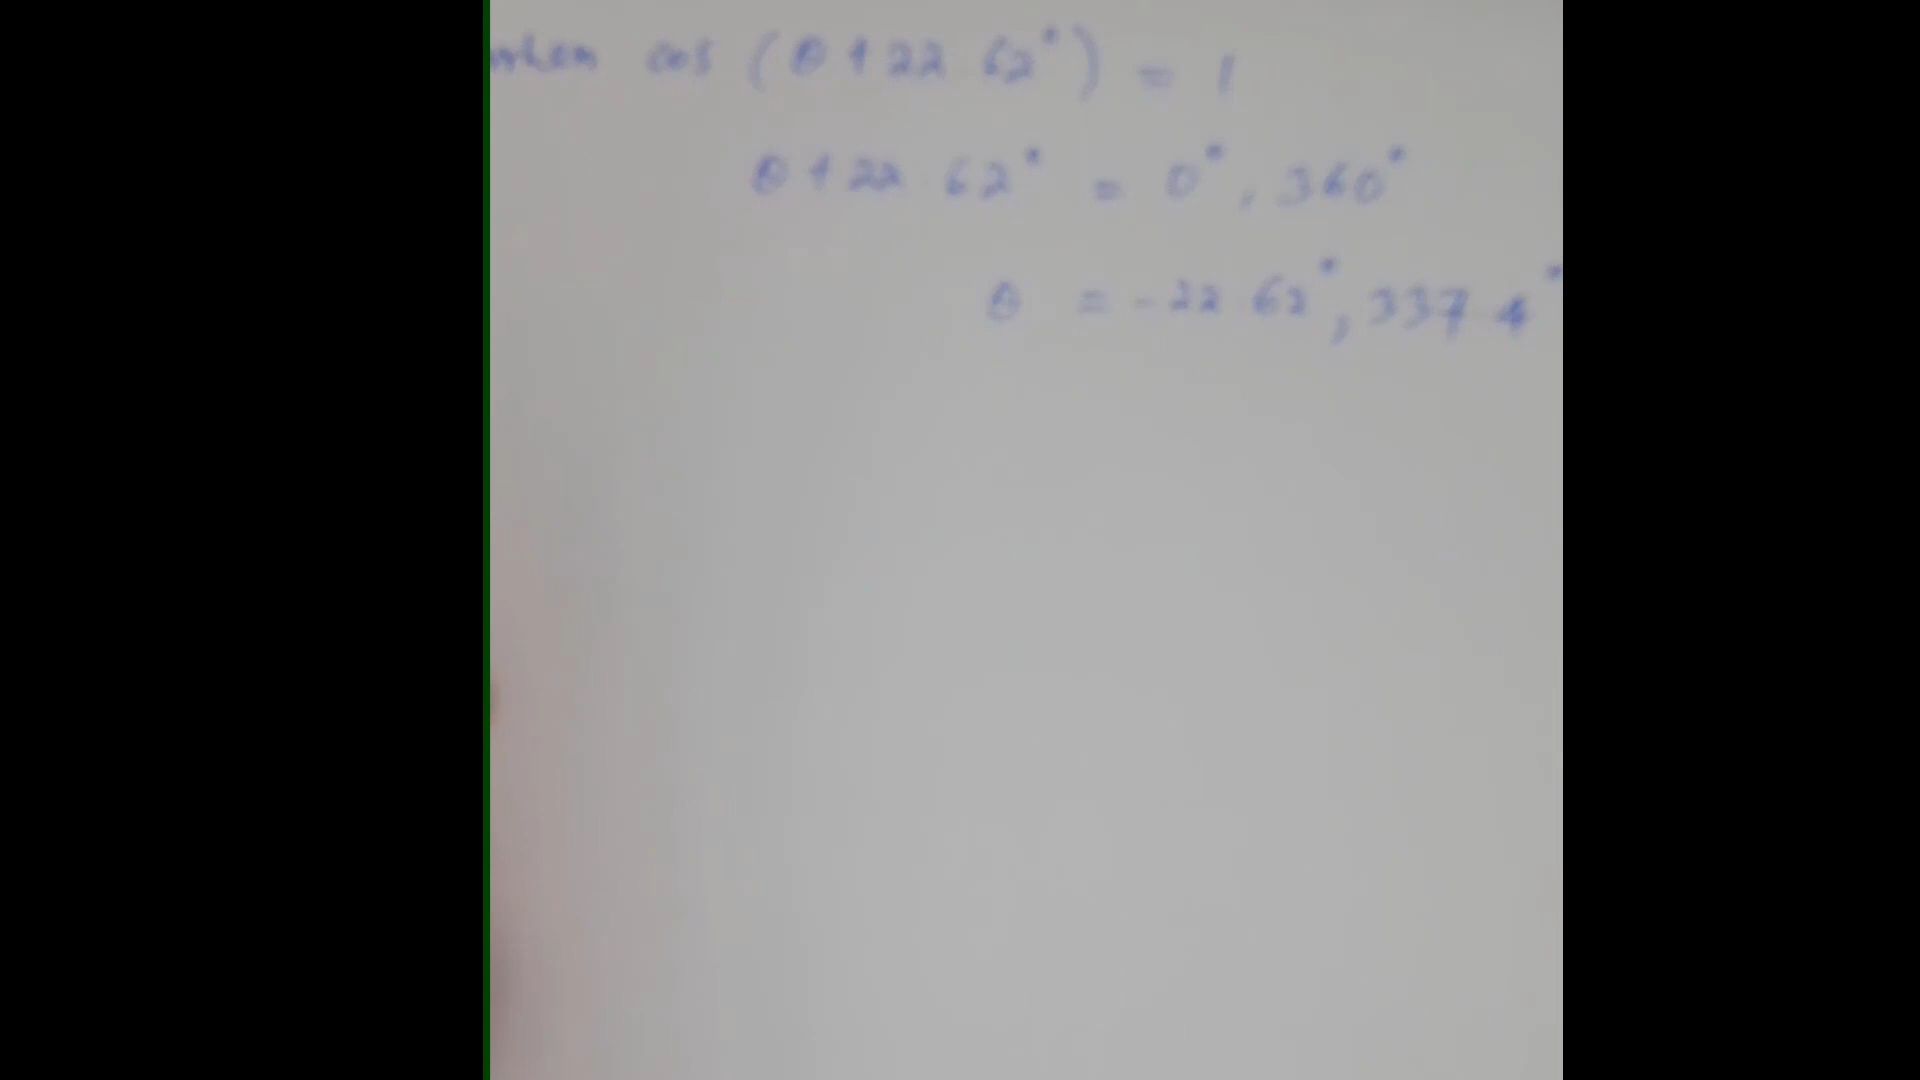 when cos (θ + 22 62°) = 1
θ + 22 62° = 0°, 360°
θ = -22 62°, 337 4°